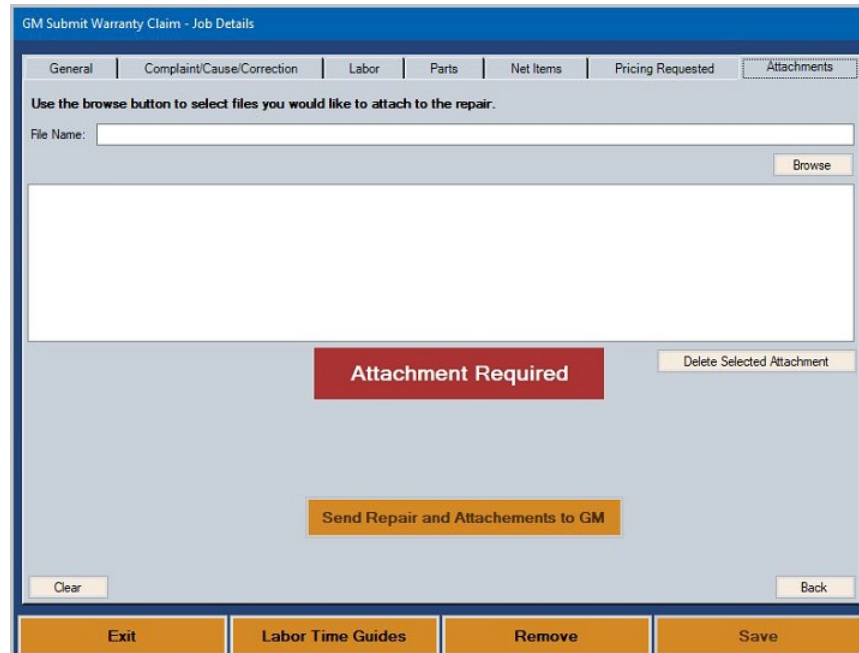 GM Submit Warranty Claim - Job Details
General Complaint/Cause/Correction Labor Parts Net Items Pricing Requested Attachments
Use the browse button to select files you would like to attach to the repair.
File Name:
Browse
Delete Selected Attachment
Attachment Required
Send Repair and Attachements to GM
Clear Back
Exit Labor Time Guides Remove Save